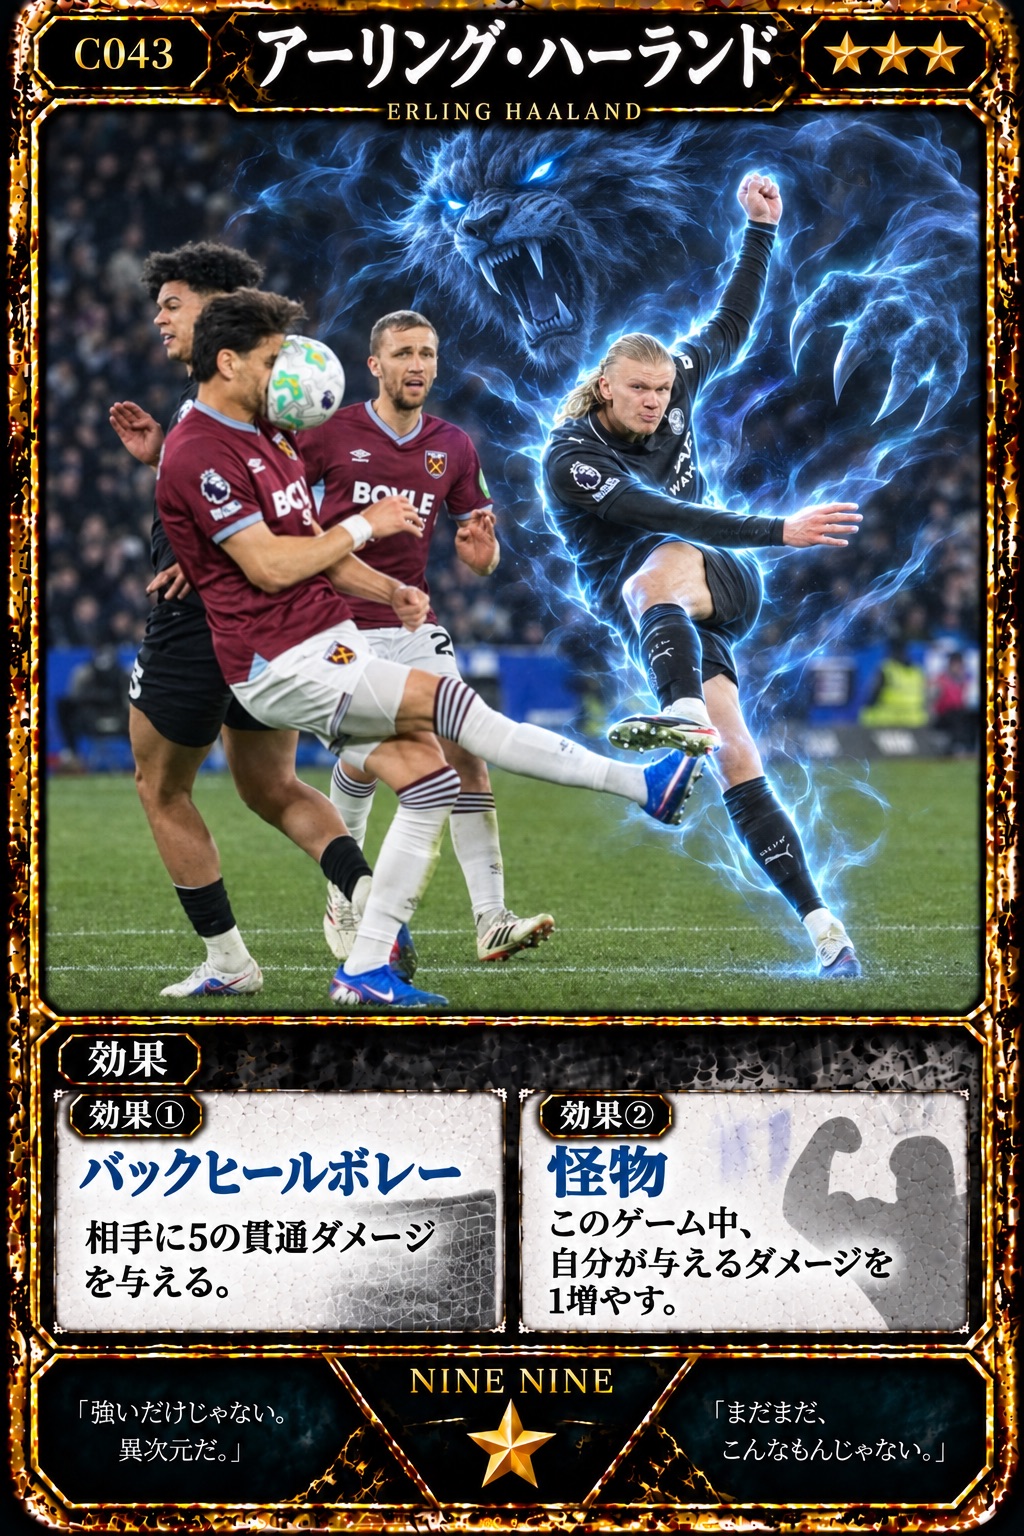 C043
アーリング・ハーランド
ERLING HAALAND
BOYLE
2
3
効果
効果①
バックヒールボレー
相手に5の貫通ダメージ
を与える。
効果②
怪物
このゲーム中、
自分が与えるダメージを
1増やす。
NINE NINE
「強いだけじゃない。
異次元だ。」
「まだまだ、
こんなもんじゃない。」